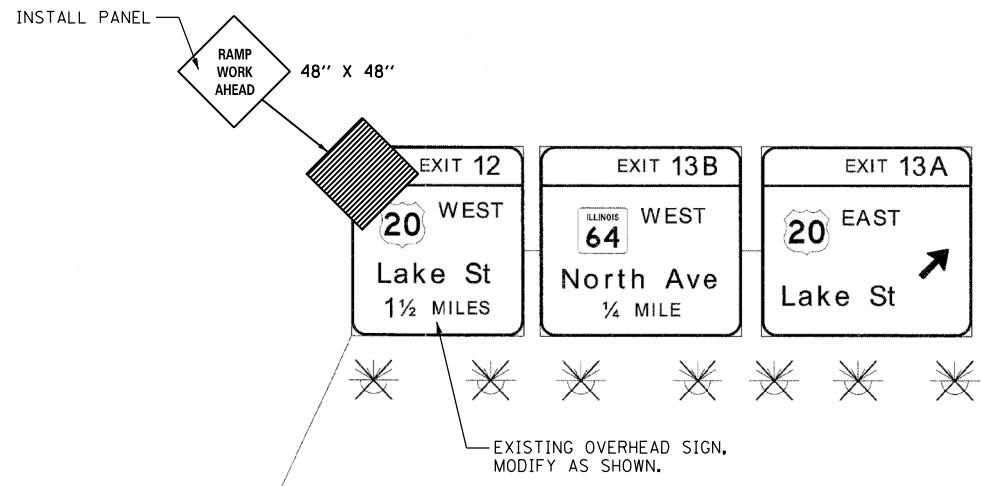 INSTALL PANEL
RAMP
WORK
AHEAD
48" X 48"
EXIT 12
20 WEST
Lake St
1½ MILES
EXIT 13B
ILLINOIS
64 WEST
North Ave
¼ MILE
EXIT 13A
20 EAST
Lake St
EXISTING OVERHEAD SIGN,
MODIFY AS SHOWN.